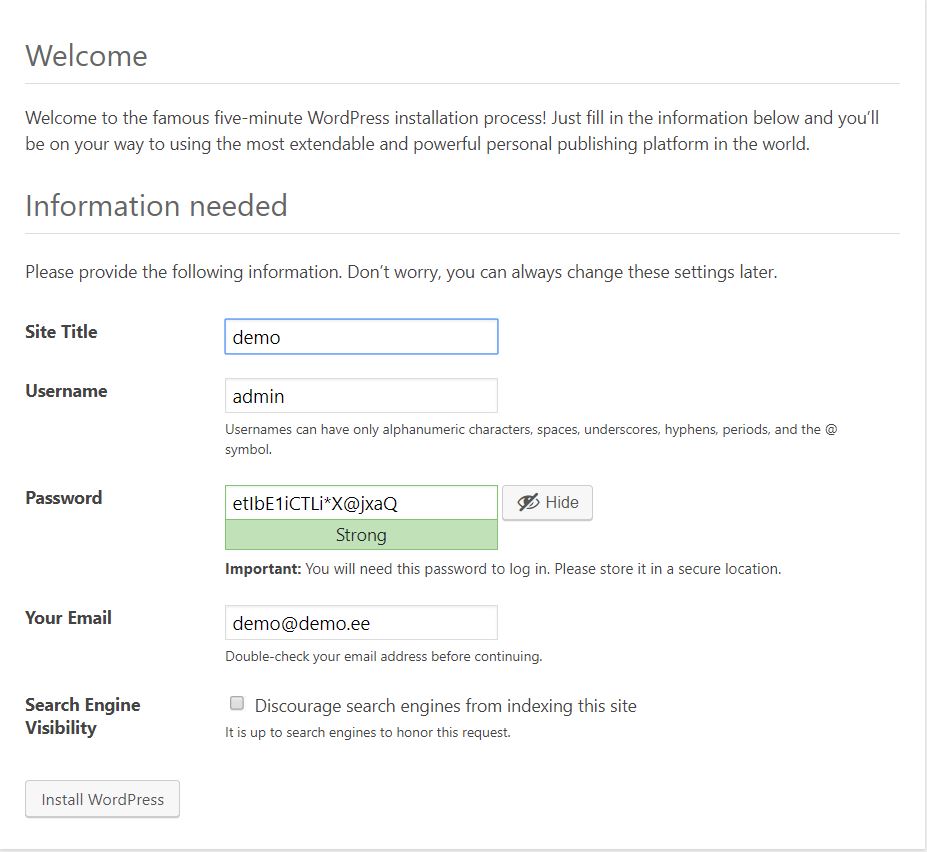 Welcome
Welcome to the famous five-minute WordPress installation process! Just fill in the information below and you’ll
be on your way to using the most extendable and powerful personal publishing platform in the world.
Information needed
Please provide the following information. Don’t worry, you can always change these settings later.
Site Title
demo
Username
admin
Usernames can have only alphanumeric characters, spaces, underscores, hyphens, periods, and the @
symbol.
Password
etIbE1iCTLi*X@jxaQ
Hide
Strong
Important: You will need this password to log in. Please store it in a secure location.
Your Email
demo@demo.ee
Double-check your email address before continuing.
Search Engine
Visibility
Discourage search engines from indexing this site
It is up to search engines to honor this request.
Install WordPress